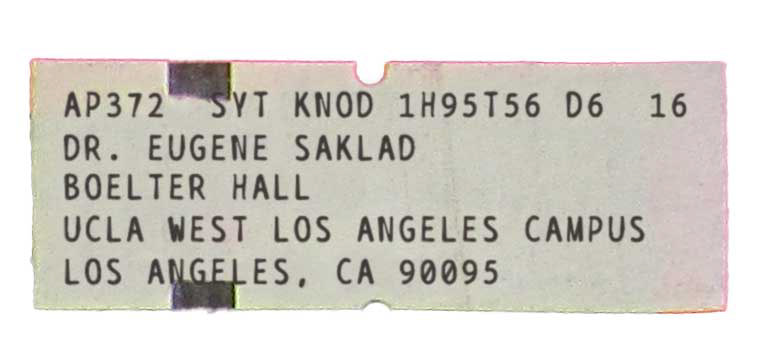 AP372 SYT KNOD 1H95T56 D6 16
DR. EUGENE SAKLAD
BOELTER HALL
UCLA WEST LOS ANGELES CAMPUS
LOS ANGELES, CA 90095